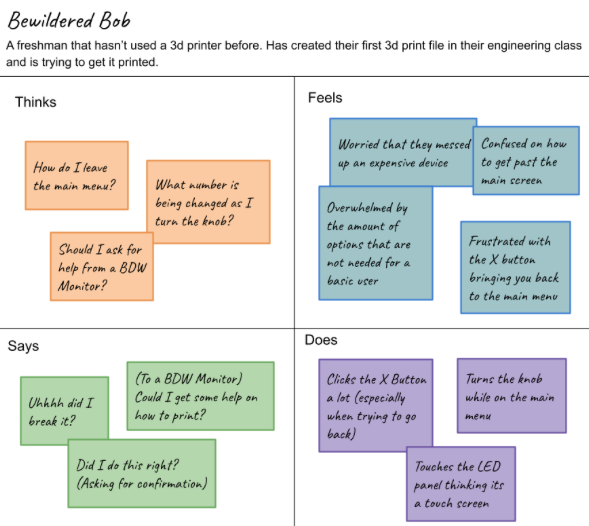 Bewildered Bob
A freshman that hasn't used a 3d printer before. Has created their first 3d print file in their engineering class
and is trying to get it printed.
Thinks
How do I leave
the main menu?
What number is
being changed as I
turn the knob?
Should I ask for
help from a BDW
Monitor?
Feels
Worried that they messed
up an expensive device
Confused on how
to get past the
main screen
Overwhelmed by
the amount of
options that are
not needed for a
basic user
Frustrated with
the X button
bringing you back
to the main menu
Says
Uhhhh did I
break it?
(To a BDW Monitor)
Could I get some help on
how to print?
Did I do this right?
(Asking for confirmation)
Does
Clicks the X Button
a lot (especially
when trying to go
back)
Turns the knob
while on the main
menu
Touches the LED
panel thinking its
a touch screen